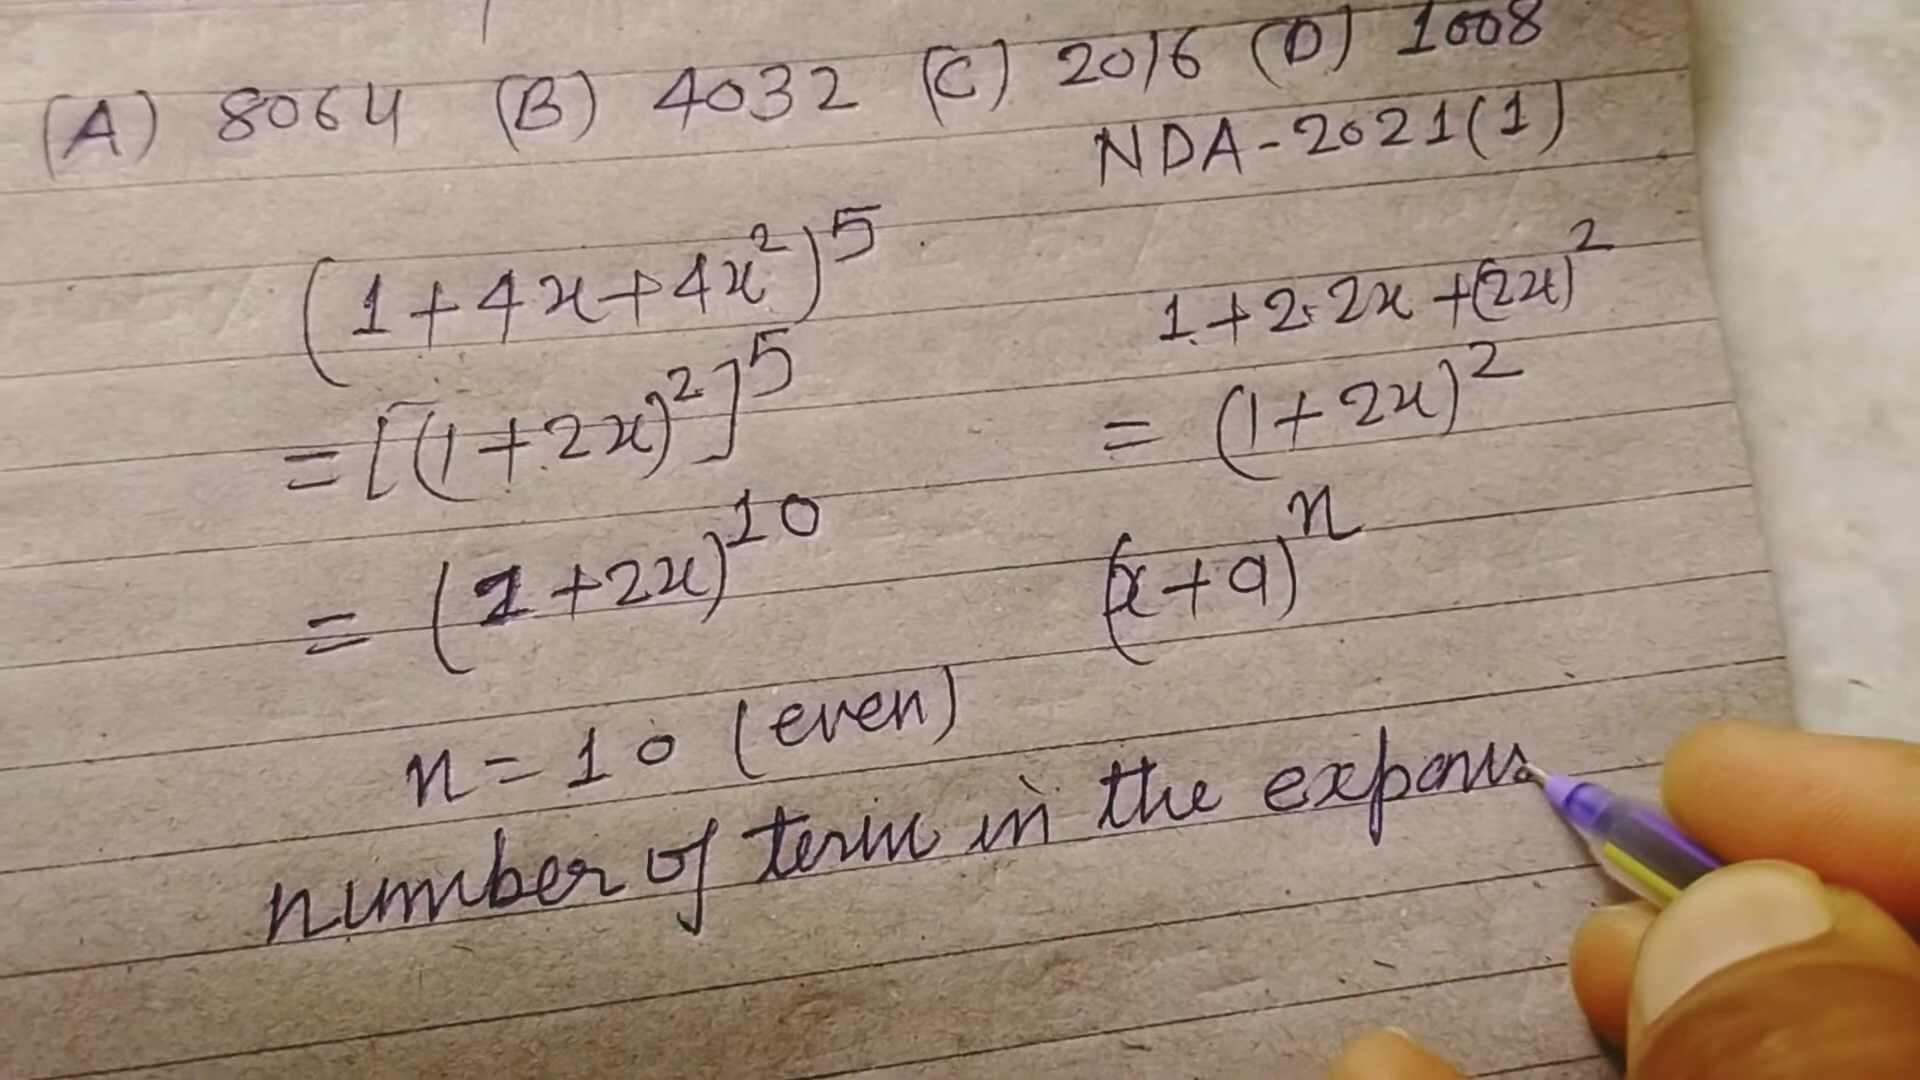 (A) 8064 (B) 4032 (C) 2016 (D) 1008
NDA-2021(1)
(1+4x+4x²)⁵
1+2·2x+(2x)²
=[(1+2x)²]⁵
= (1+2x)²
= (1+2x)¹⁰
(x+a)ⁿ
n=10 (even)
number of term in the expans